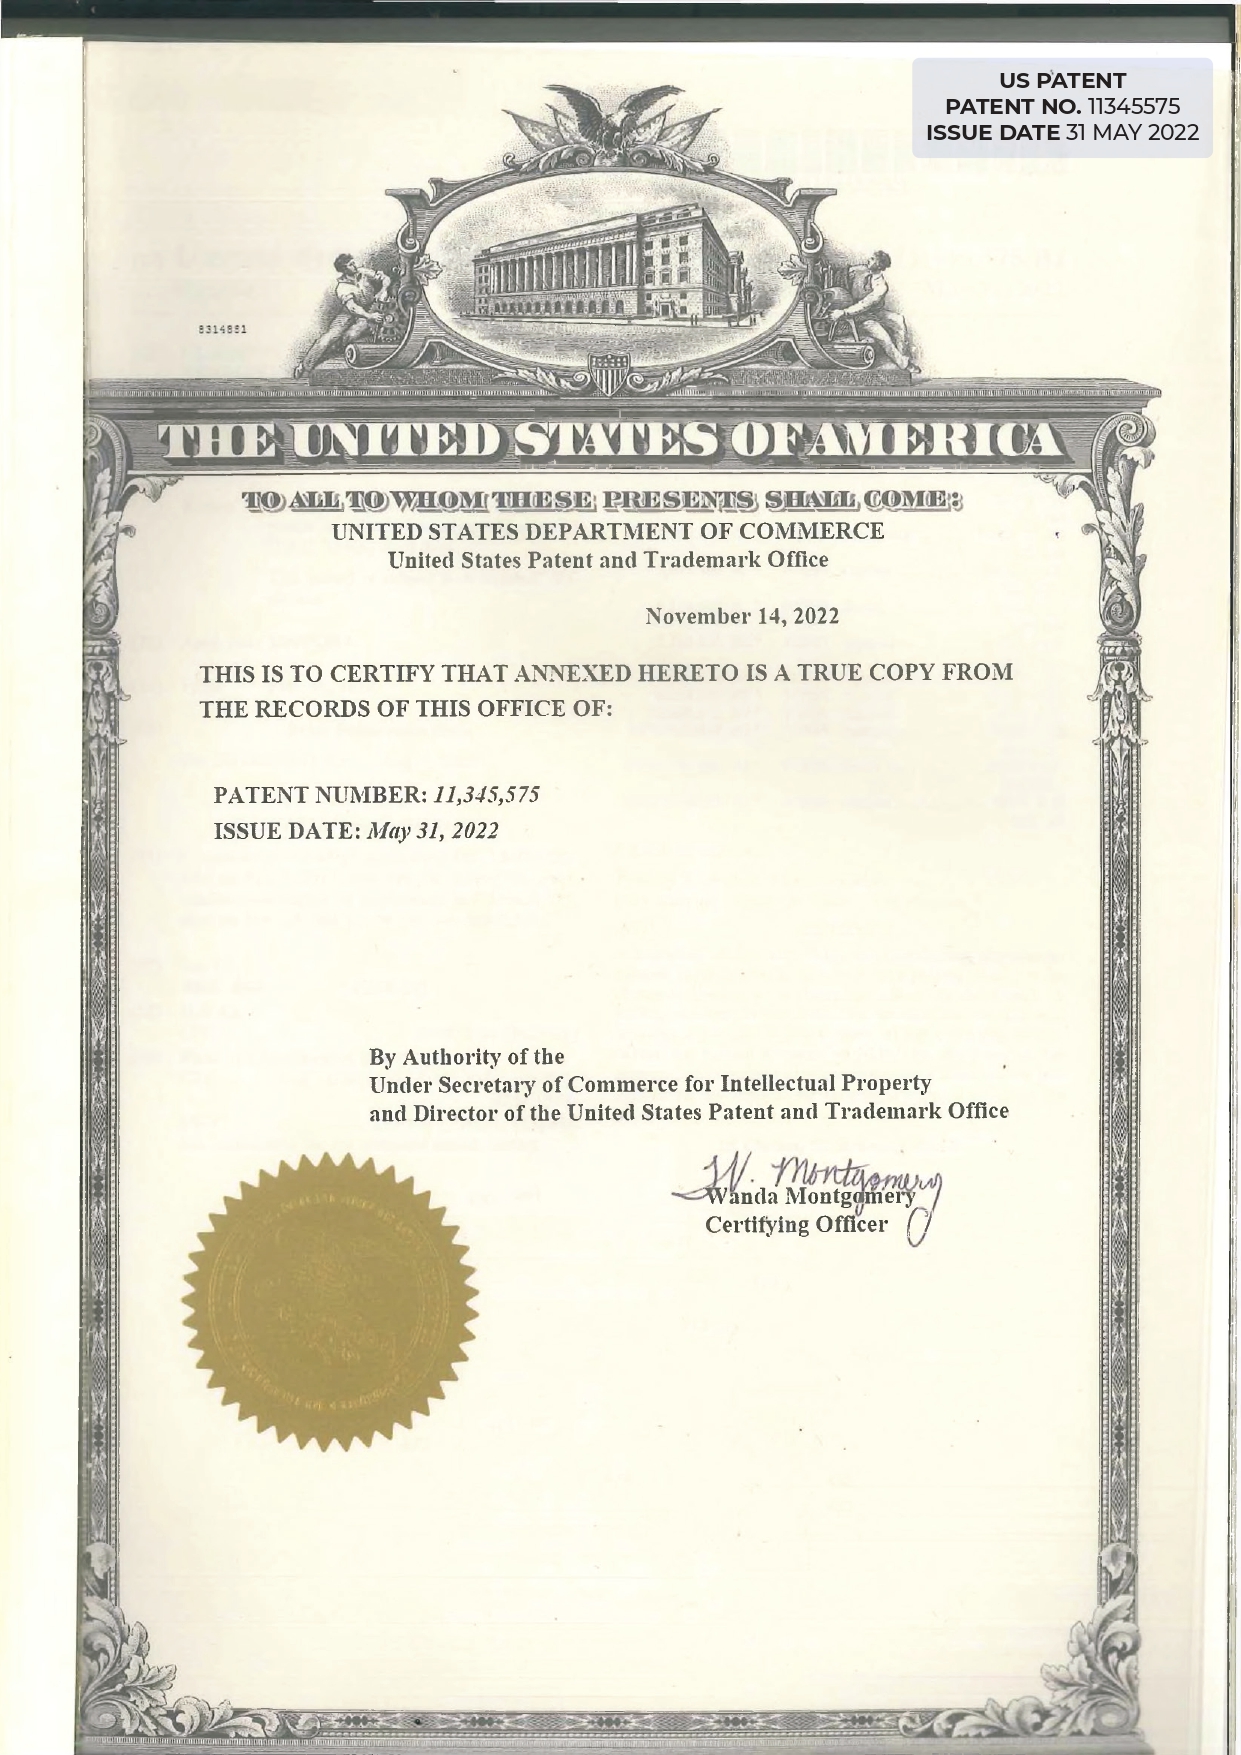 US PATENT
PATENT NO. 11345575
ISSUE DATE 31 MAY 2022
8314881
THE UNITED STATES OF AMERICA
TO ALL TO WHOM THESE PRESENTS SHALL COME:
UNITED STATES DEPARTMENT OF COMMERCE
United States Patent and Trademark Office
November 14, 2022
THIS IS TO CERTIFY THAT ANNEXED HERETO IS A TRUE COPY FROM
THE RECORDS OF THIS OFFICE OF:
PATENT NUMBER: 11,345,575
ISSUE DATE: May 31, 2022
By Authority of the
Under Secretary of Commerce for Intellectual Property
and Director of the United States Patent and Trademark Office
W. Montgomery
Wanda Montgomery
Certifying Officer